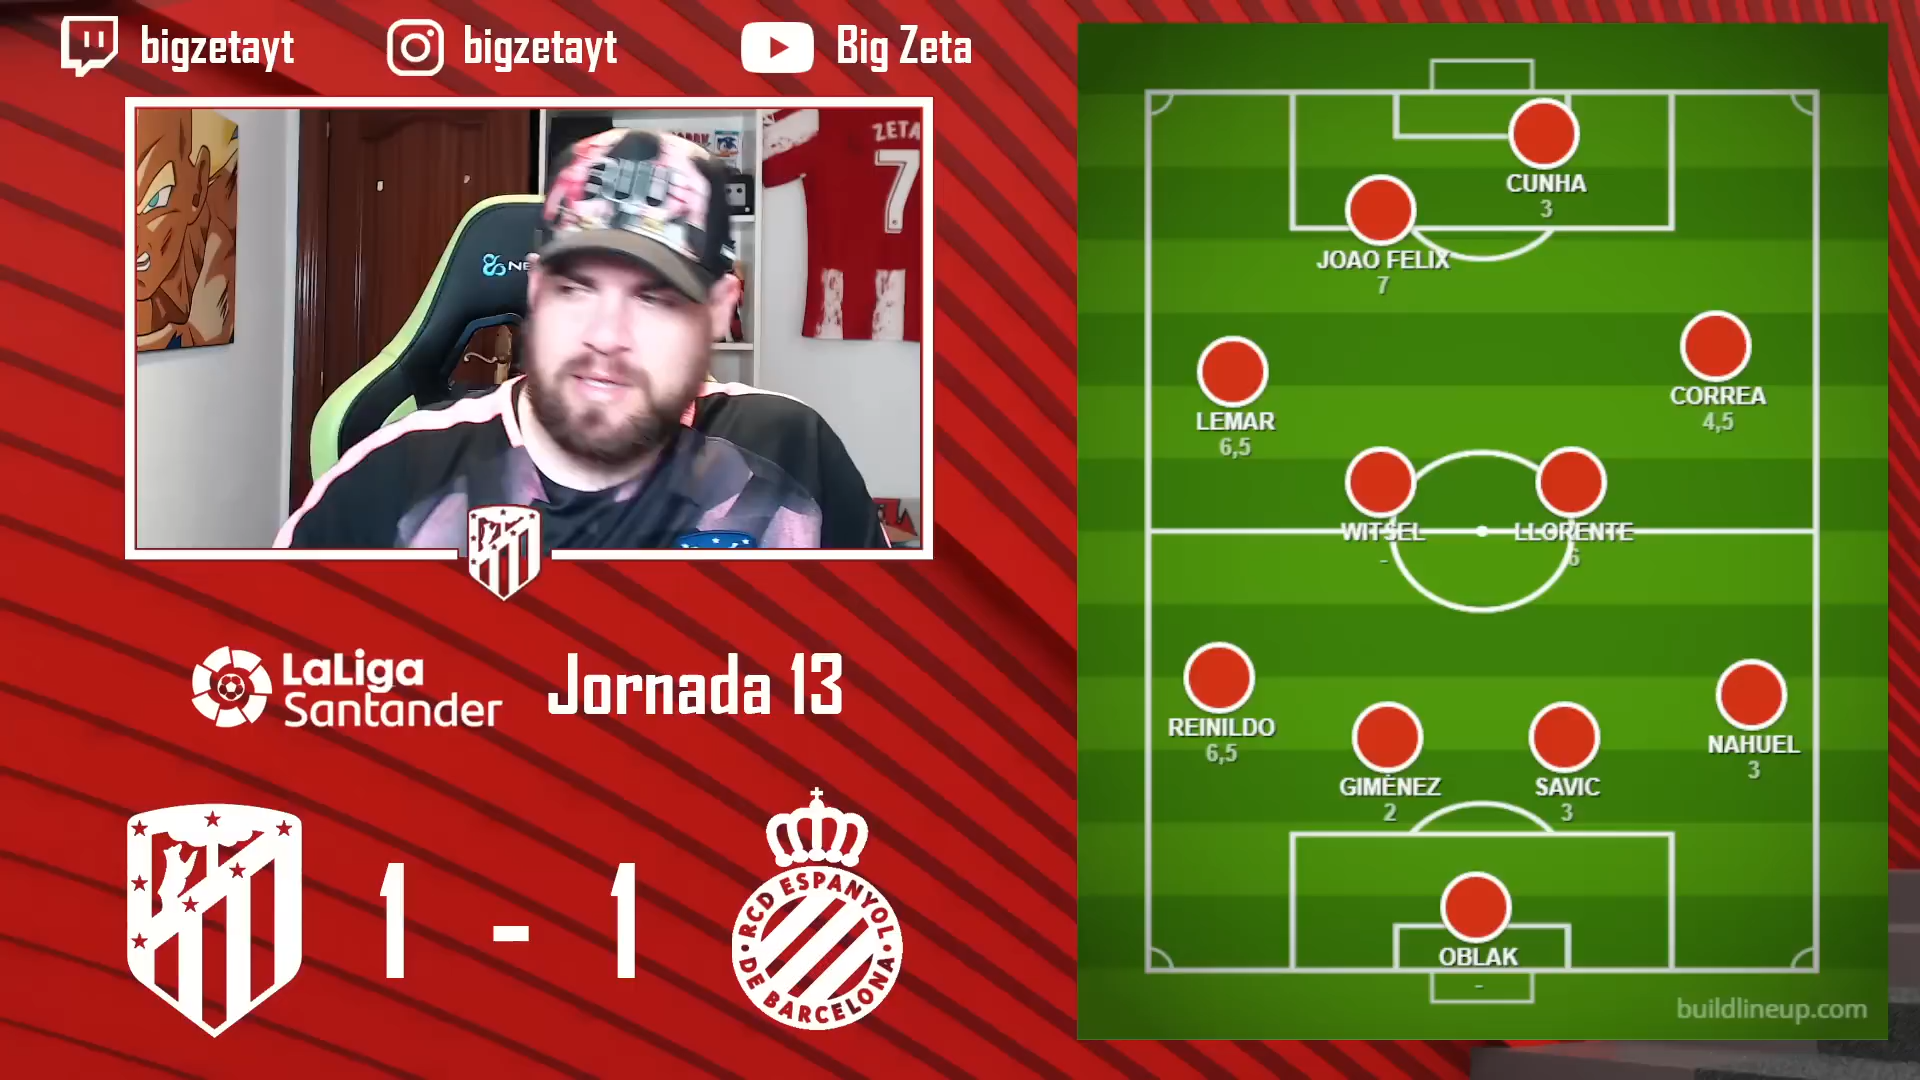 bigzetayt
bigzetayt
Big Zeta
ZETA
7
NE
LaLiga
Santander
Jornada 13
1 - 1
RCD ESPANYOL
DE BARCELONA
CUNHA
3
JOAO FELIX
7
LEMAR
6,5
CORREA
4,5
WITSEL
-
LLORENTE
6
REINILDO
6,5
GIMÉNEZ
2
SAVIC
3
NAHUEL
3
OBLAK
-
buildlineup.com